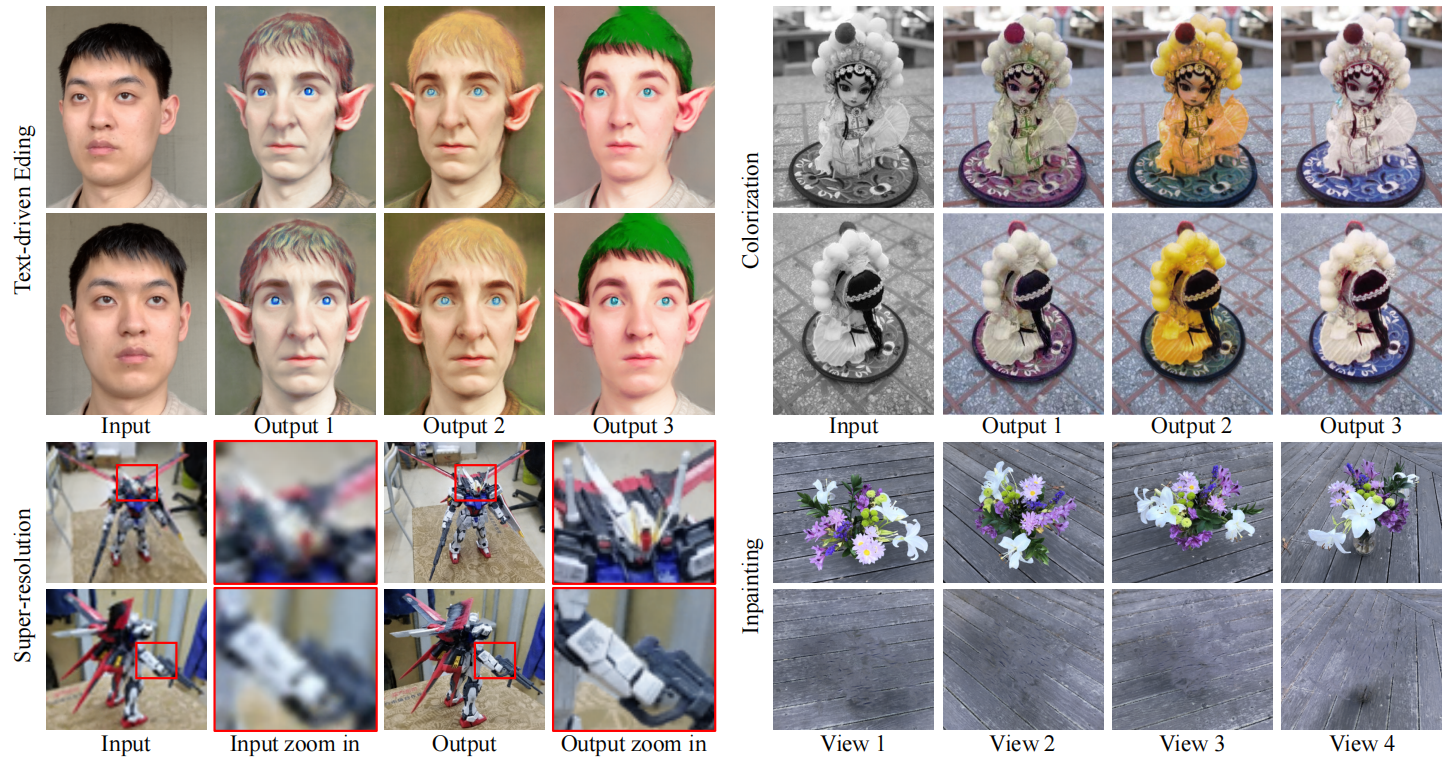 Text-driven Eding
Input
Output 1
Output 2
Output 3
Colorization
Input
Output 1
Output 2
Output 3
Super-resolution
Input
Input zoom in
Output
Output zoom in
Inpainting
View 1
View 2
View 3
View 4